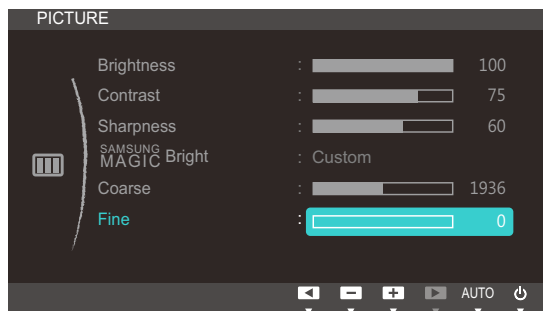 PICTURE
Brightness : 100
Contrast : 75
Sharpness : 60
SAMSUNG MAGIC Bright : Custom
Coarse : 1936
Fine : 0
AUTO